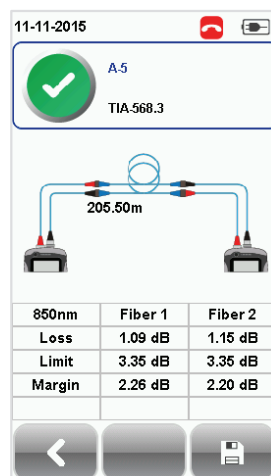 11-11-2015
A-5
TIA-568.3
205.50m
850nm Fiber 1 Fiber 2
Loss 1.09 dB 1.15 dB
Limit 3.35 dB 3.35 dB
Margin 2.26 dB 2.20 dB